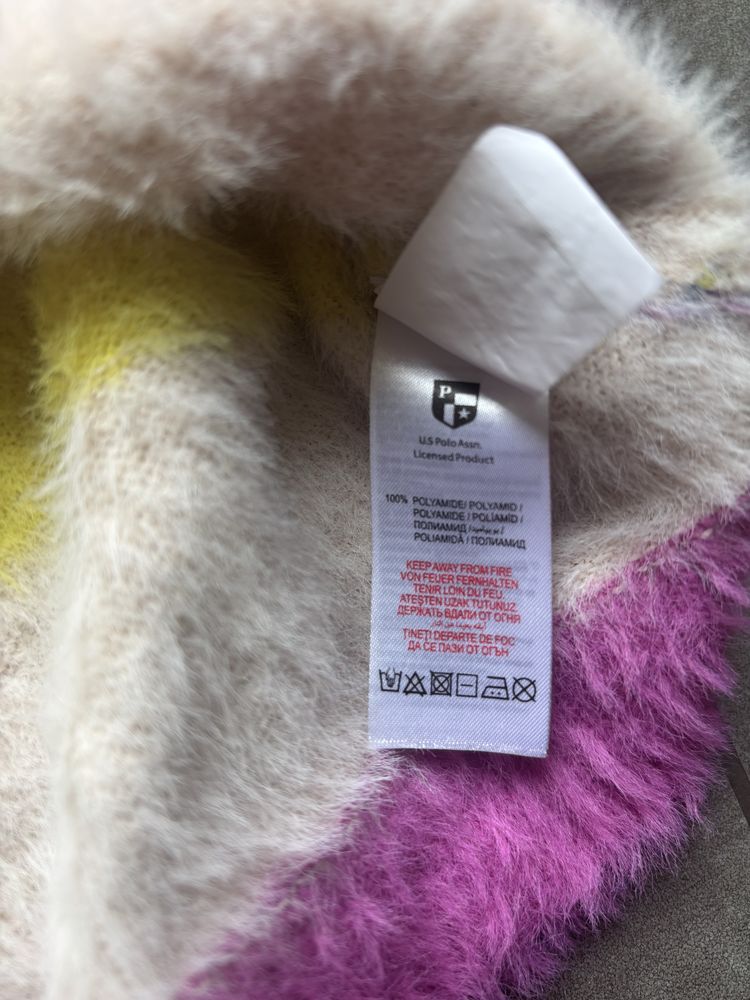 P
U.S Polo Assn.
Licensed Product
100% POLYAMIDE/ POLYAMID /
POLYAMIDE / POLİAMİD /
ПОЛИАМИД /
POLIAMIDĂ / ПОЛИАМИД
KEEP AWAY FROM FIRE
VON FEUER FERNHALTEN
TENIR LOIN DU FEU
ATEŞTEN UZAK TUTUNUZ
ДЕРЖАТЬ ВДАЛИ ОТ ОГНЯ
ŢINEŢI DEPARTE DE FOC
ДА СЕ ПАЗИ ОТ ОГЪН